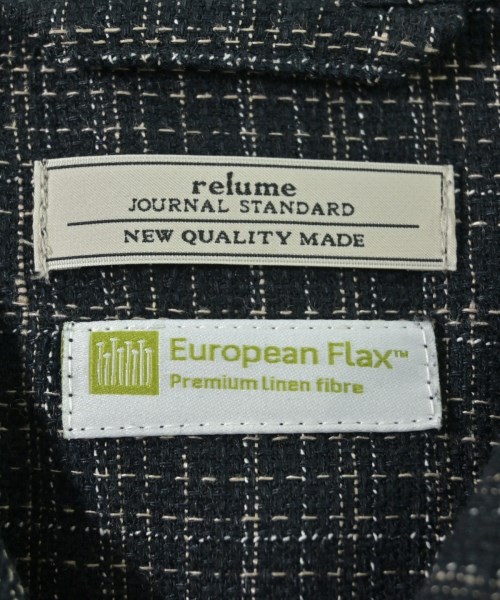 relume
JOURNAL STANDARD
NEW QUALITY MADE
European Flax™
Premium Linen fibre